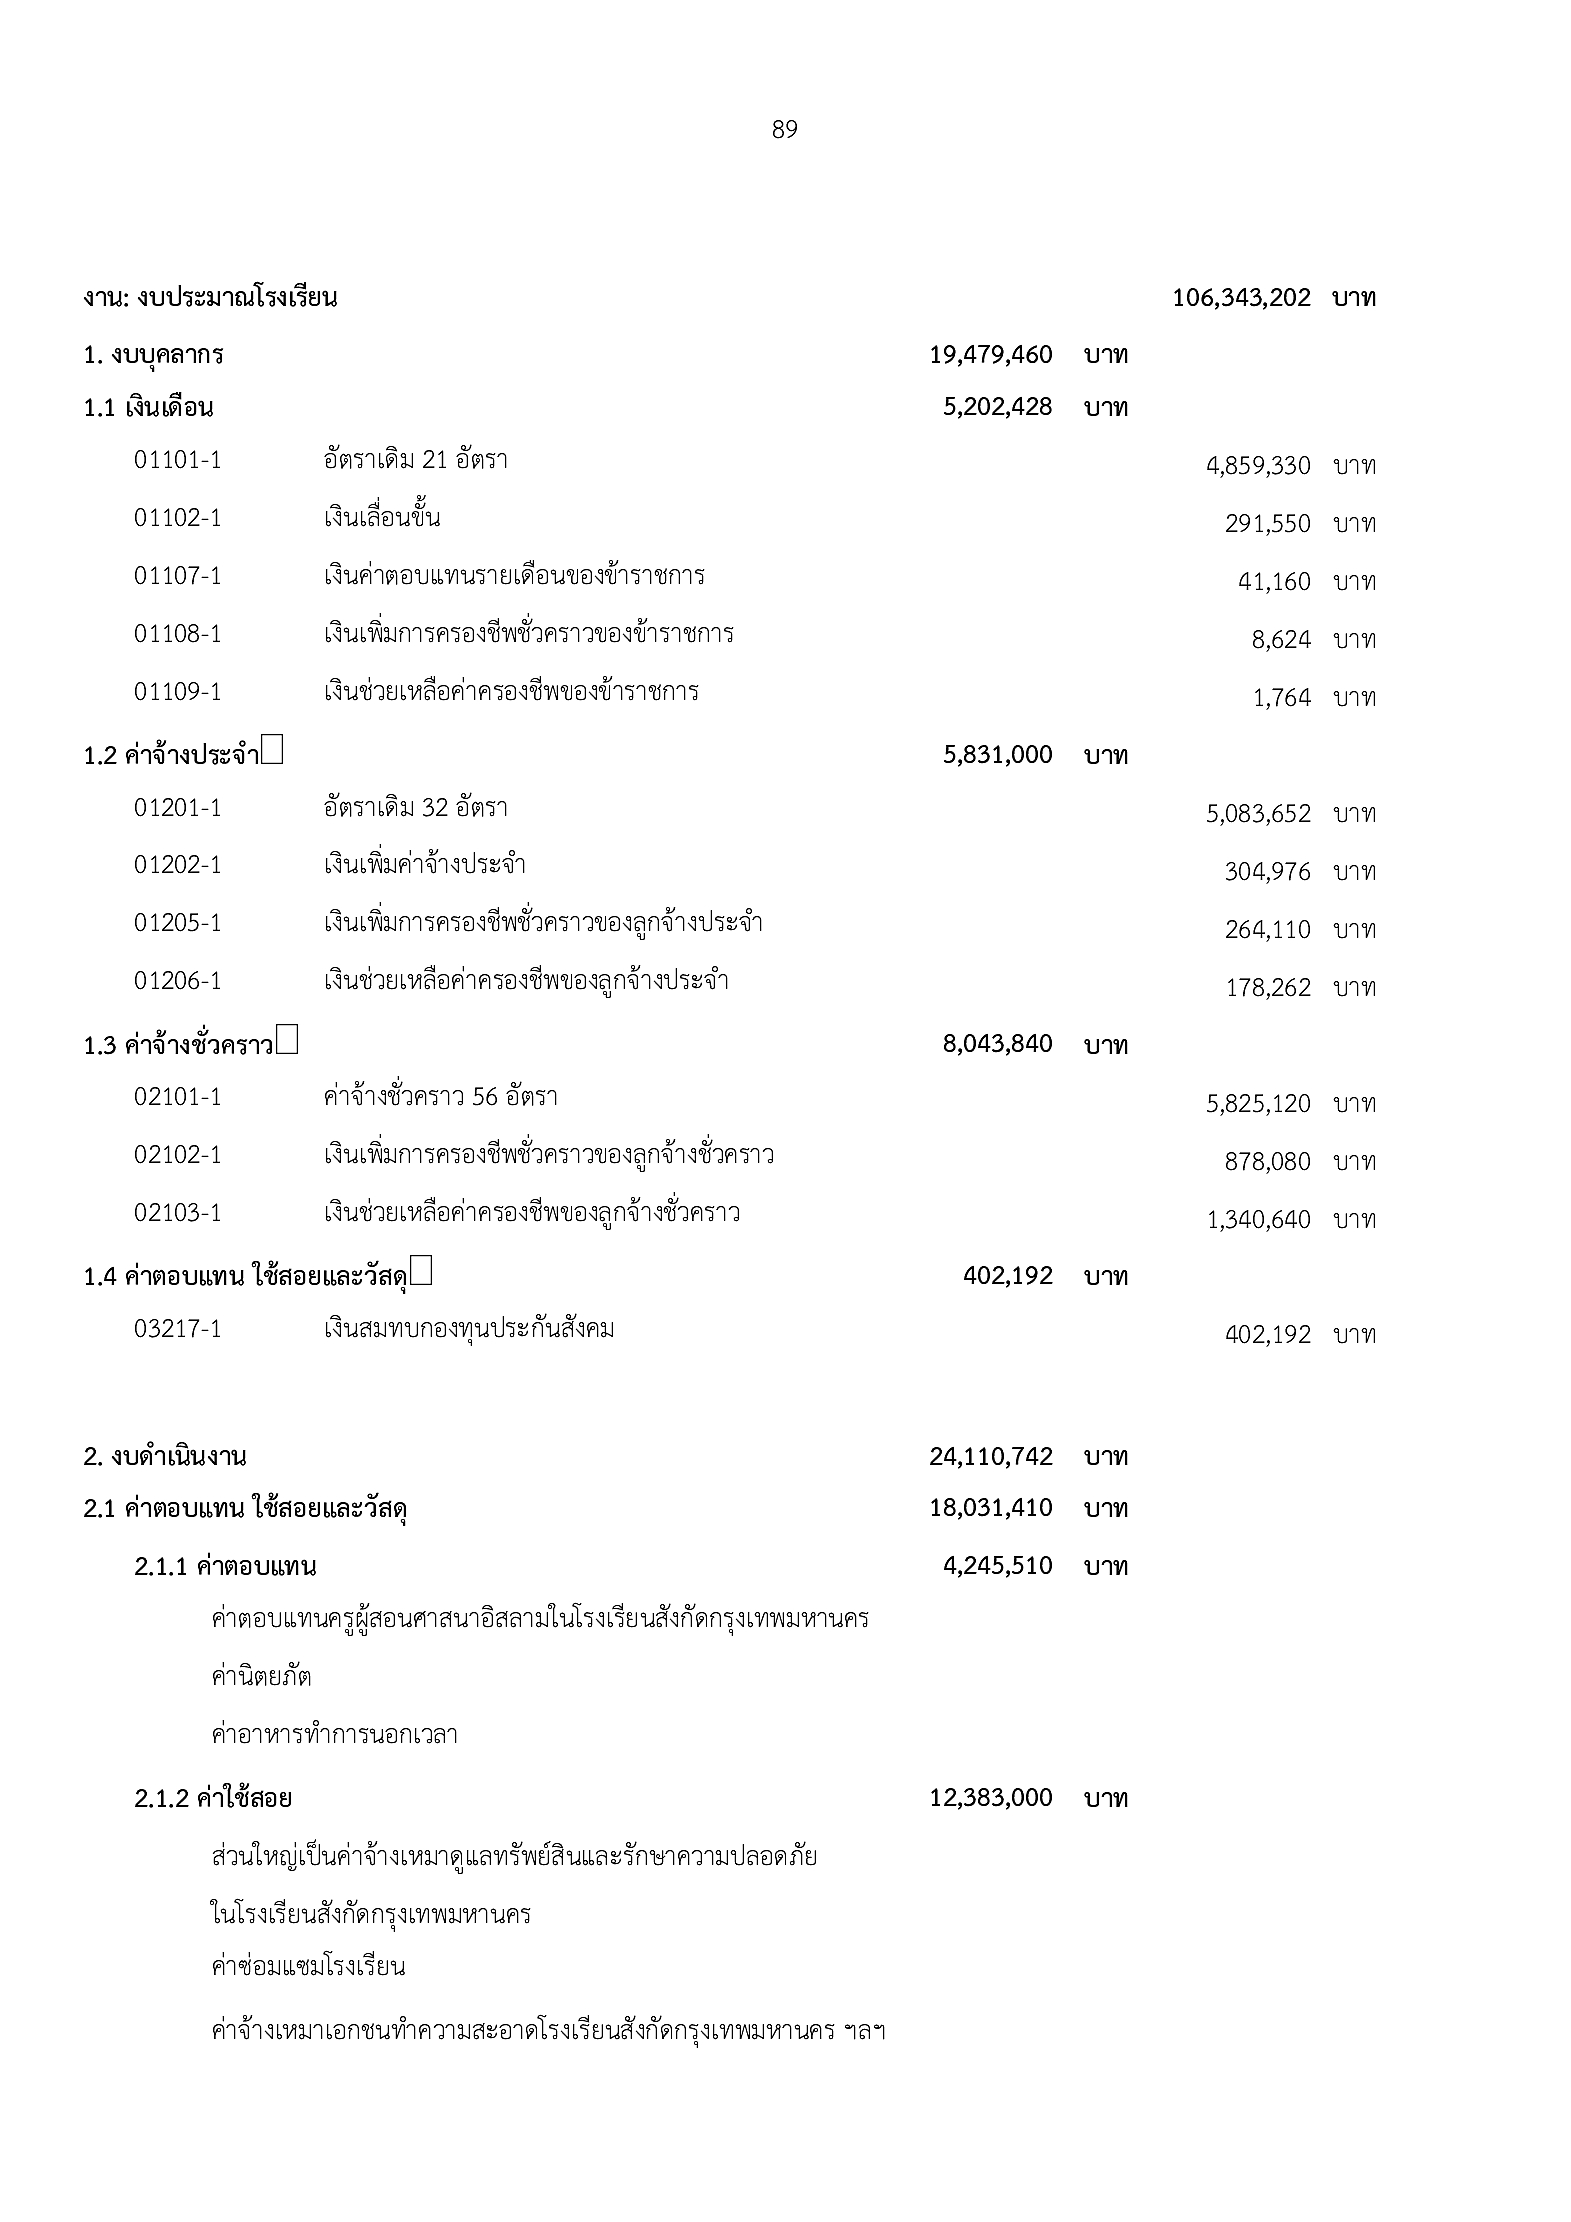 89
งาน: งบประมาณโรงเรียน 106,343,202 บาท
1. งบบุคลากร 19,479,460 บาท
1.1 เงินเดือน 5,202,428 บาท
01101-1 อัตราเดิม 21 อัตรา 4,859,330 บาท
01102-1 เงินเลื่อนขั้น 291,550 บาท
01107-1 เงินค่าตอบแทนรายเดือนของข้าราชการ 41,160 บาท
01108-1 เงินเพิ่มการครองชีพชั่วคราวของข้าราชการ 8,624 บาท
01109-1 เงินช่วยเหลือค่าครองชีพของข้าราชการ 1,764 บาท
1.2 ค่าจ้างประจำ 5,831,000 บาท
01201-1 อัตราเดิม 32 อัตรา 5,083,652 บาท
01202-1 เงินเพิ่มค่าจ้างประจำ 304,976 บาท
01205-1 เงินเพิ่มการครองชีพชั่วคราวของลูกจ้างประจำ 264,110 บาท
01206-1 เงินช่วยเหลือค่าครองชีพของลูกจ้างประจำ 178,262 บาท
1.3 ค่าจ้างชั่วคราว 8,043,840 บาท
02101-1 ค่าจ้างชั่วคราว 56 อัตรา 5,825,120 บาท
02102-1 เงินเพิ่มการครองชีพชั่วคราวของลูกจ้างชั่วคราว 878,080 บาท
02103-1 เงินช่วยเหลือค่าครองชีพของลูกจ้างชั่วคราว 1,340,640 บาท
1.4 ค่าตอบแทน ใช้สอยและวัสดุ 402,192 บาท
03217-1 เงินสมทบกองทุนประกันสังคม 402,192 บาท
2. งบดำเนินงาน 24,110,742 บาท
2.1 ค่าตอบแทน ใช้สอยและวัสดุ 18,031,410 บาท
2.1.1 ค่าตอบแทน 4,245,510 บาท
ค่าตอบแทนครูผู้สอนศาสนาอิสลามในโรงเรียนสังกัดกรุงเทพมหานคร
ค่านิตยภัต
ค่าอาหารทำการนอกเวลา
2.1.2 ค่าใช้สอย 12,383,000 บาท
ส่วนใหญ่เป็นค่าจ้างเหมาดูแลทรัพย์สินและรักษาความปลอดภัย
ในโรงเรียนสังกัดกรุงเทพมหานคร
ค่าซ่อมแซมโรงเรียน
ค่าจ้างเหมาเอกชนทำความสะอาดโรงเรียนสังกัดกรุงเทพมหานคร ฯลฯ